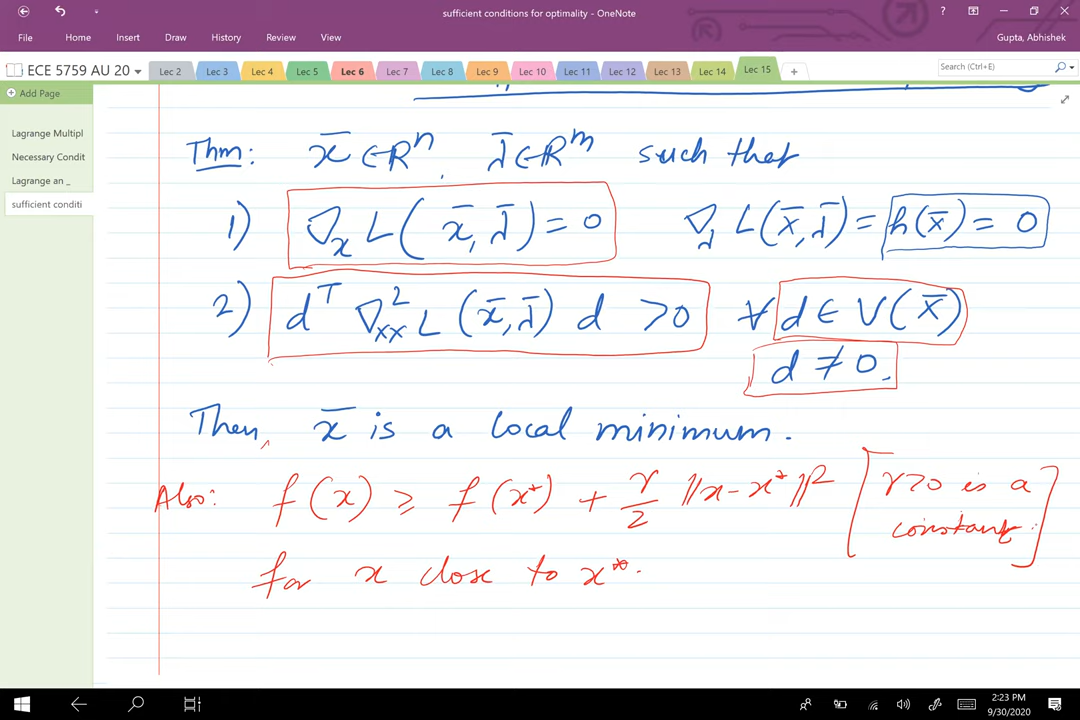 sufficient conditions for optimality - OneNote
?
File Home Insert Draw History Review View
Gupta, Abhishek
ECE 5759 AU 20
Lec 2 Lec 3 Lec 4 Lec 5 Lec 6 Lec 7 Lec 8 Lec 9 Lec 10 Lec 11 Lec 12 Lec 13 Lec 14 Lec 15 +
Search (Ctrl+E)
Add Page
Lagrange Multipl
Necessary Condit
Lagrange an _
sufficient conditi
Thm: x̄ ∈ ℝⁿ, λ̄ ∈ ℝᵐ such that
1) ∇ₓ L(x̄, λ̄) = 0 ∇_λ L(x̄, λ̄) = h(x̄) = 0
2) dᵀ ∇²ₓₓ L(x̄, λ̄) d > 0 ∀ d ∈ V(x̄)
d ≠ 0.
Then, x̄ is a local minimum.
Also: f(x) ≥ f(x*) + γ/2 ||x - x*||² [γ>0 is a
constant.]
for x close to x*.
2:23 PM
9/30/2020